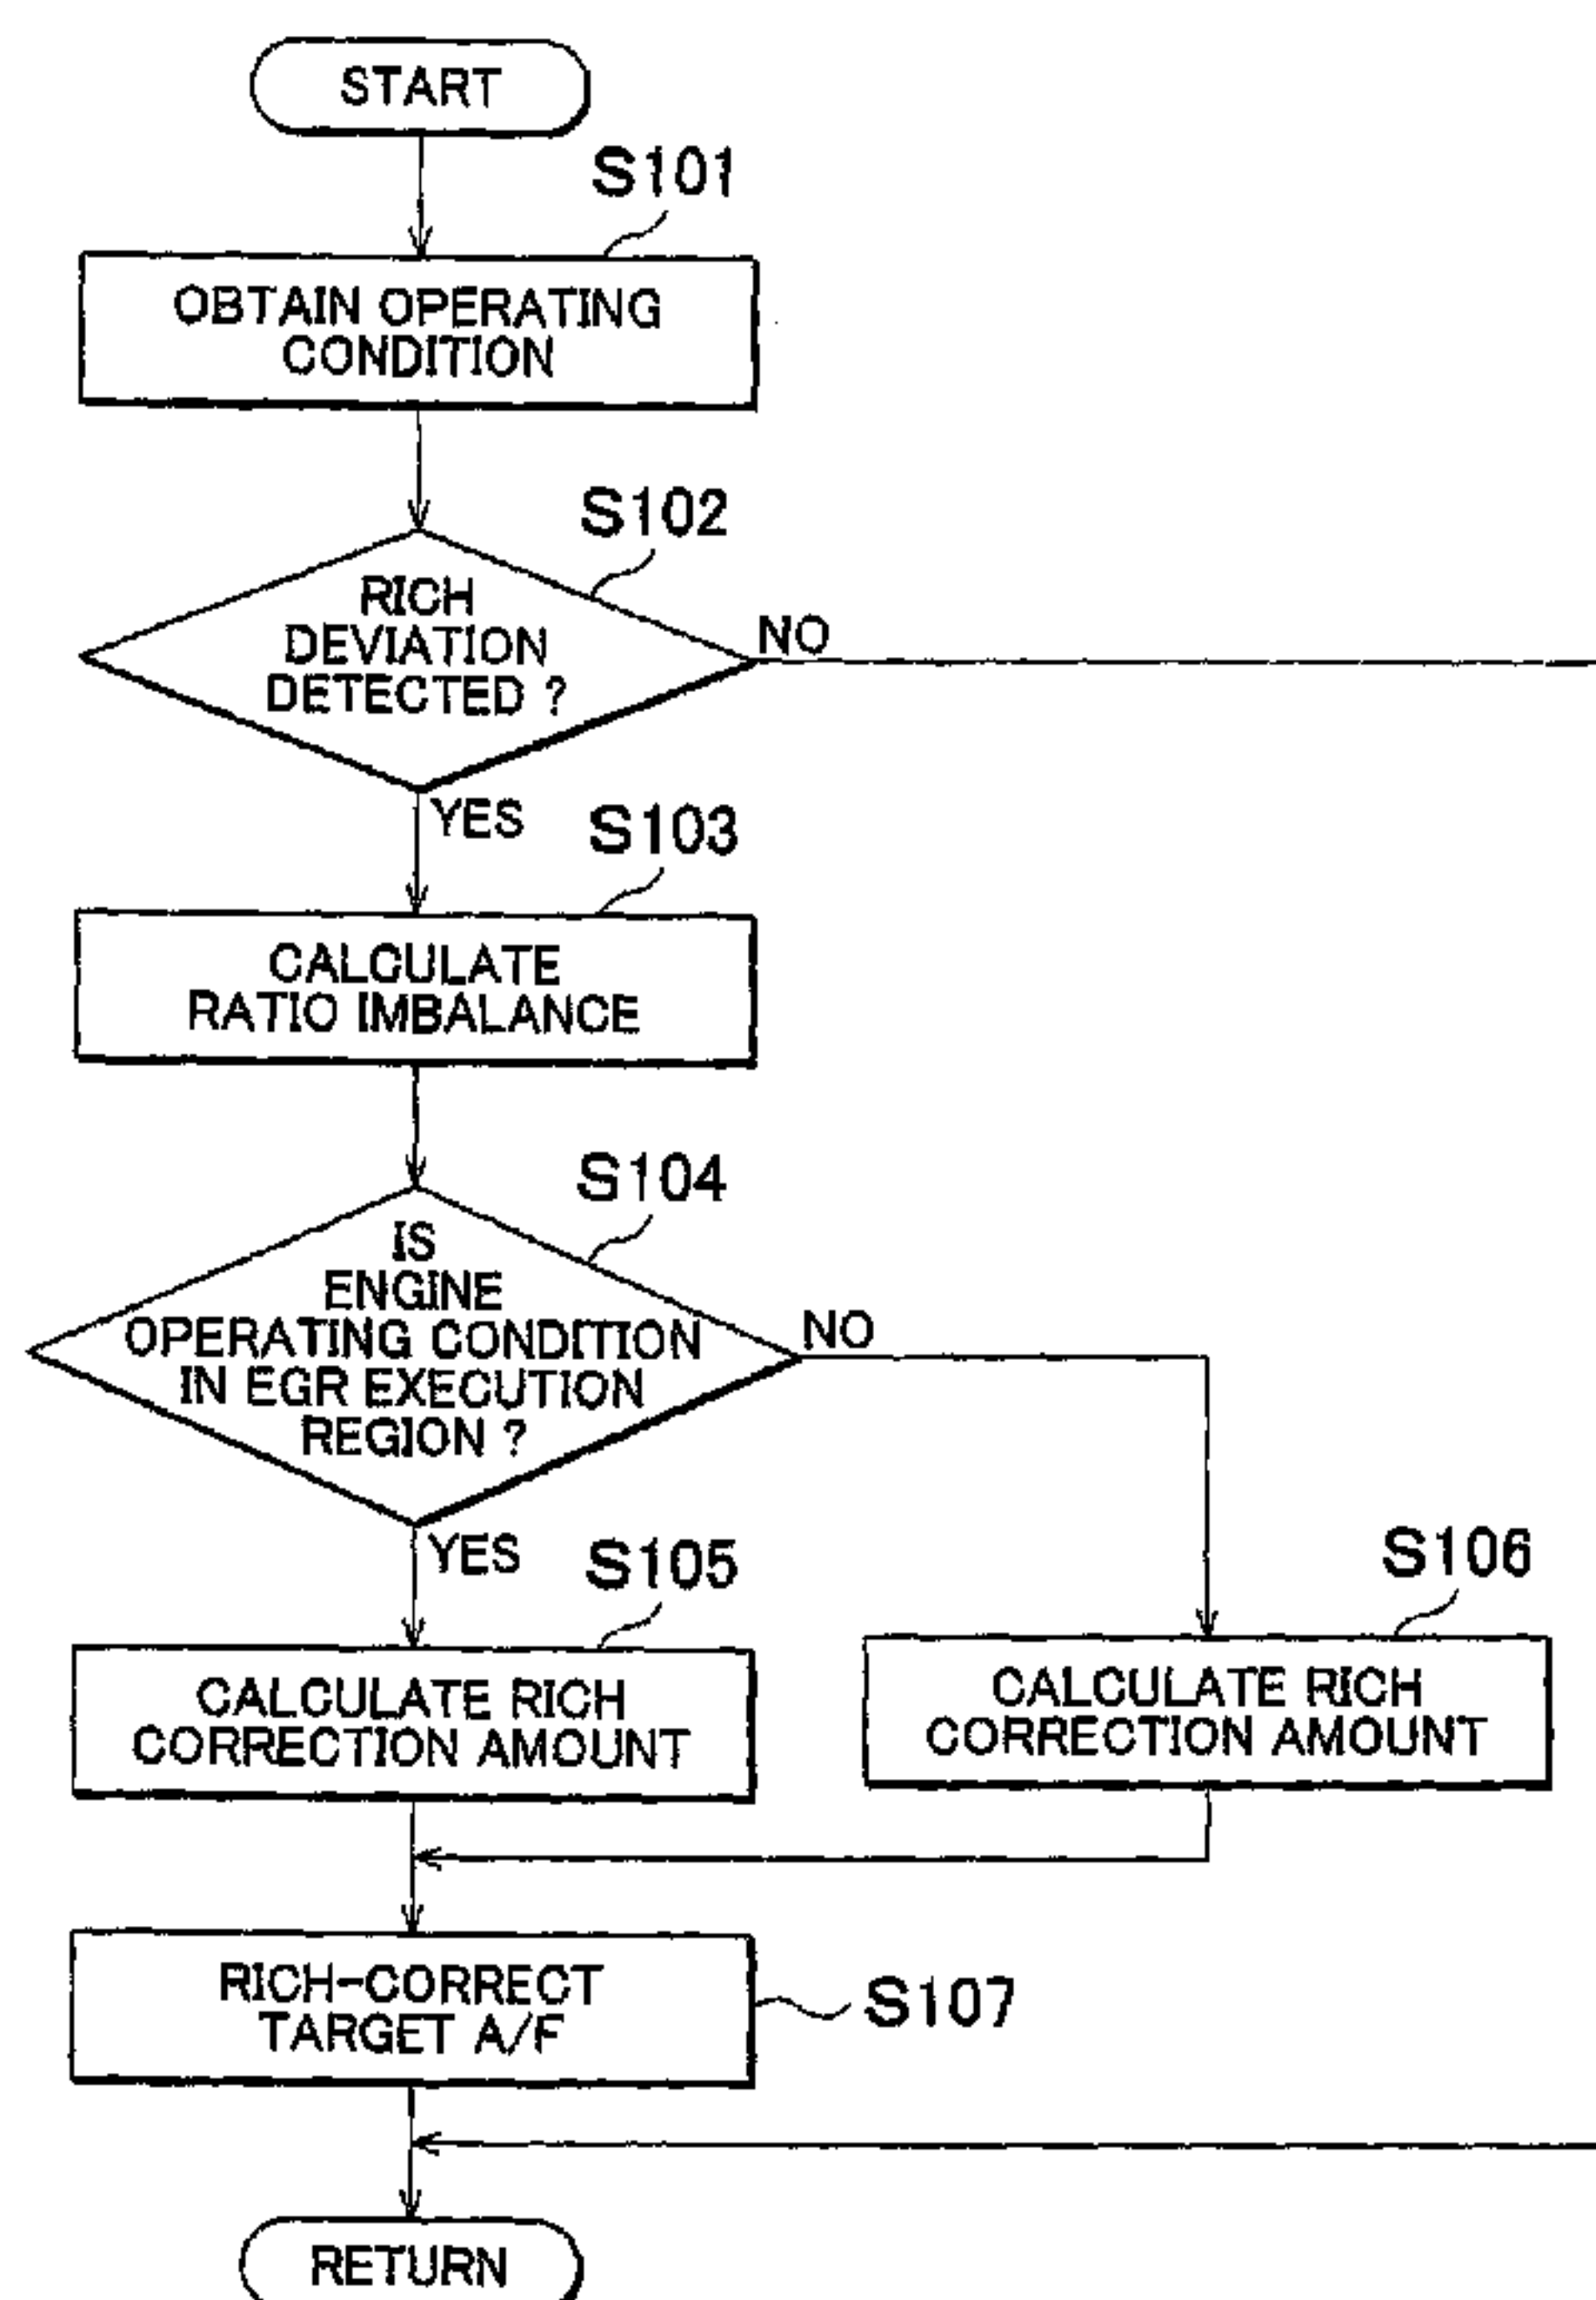 START
S101
OBTAIN OPERATING
CONDITION
S102
RICH
DEVIATION
DETECTED ?
NO
YES
S103
CALCULATE
RATIO IMBALANCE
S104
IS
ENGINE
OPERATING CONDITION
IN EGR EXECUTION
REGION ?
NO
YES
S105
CALCULATE RICH
CORRECTION AMOUNT
S106
CALCULATE RICH
CORRECTION AMOUNT
RICH-CORRECT
TARGET A/F
S107
RETURN